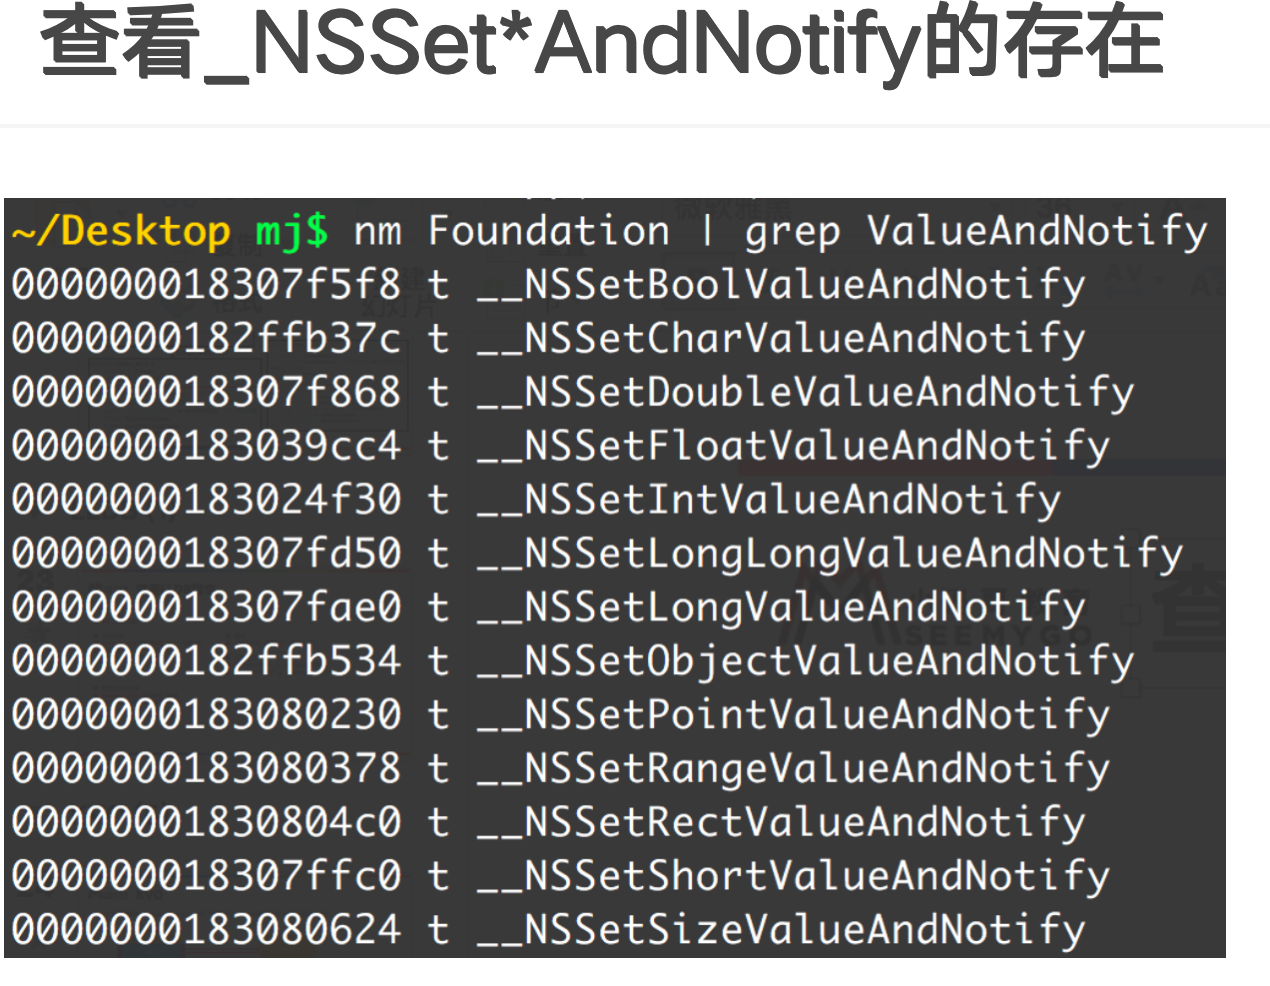 查看_NSSet*AndNotify的存在
~/Desktop mj$ nm Foundation | grep ValueAndNotify
000000018307f5f8 t __NSSetBoolValueAndNotify
0000000182ffb37c t __NSSetCharValueAndNotify
000000018307f868 t __NSSetDoubleValueAndNotify
0000000183039cc4 t __NSSetFloatValueAndNotify
0000000183024f30 t __NSSetIntValueAndNotify
000000018307fd50 t __NSSetLongLongValueAndNotify
000000018307fae0 t __NSSetLongValueAndNotify
0000000182ffb534 t __NSSetObjectValueAndNotify
0000000183080230 t __NSSetPointValueAndNotify
0000000183080378 t __NSSetRangeValueAndNotify
00000001830804c0 t __NSSetRectValueAndNotify
000000018307ffc0 t __NSSetShortValueAndNotify
0000000183080624 t __NSSetSizeValueAndNotify